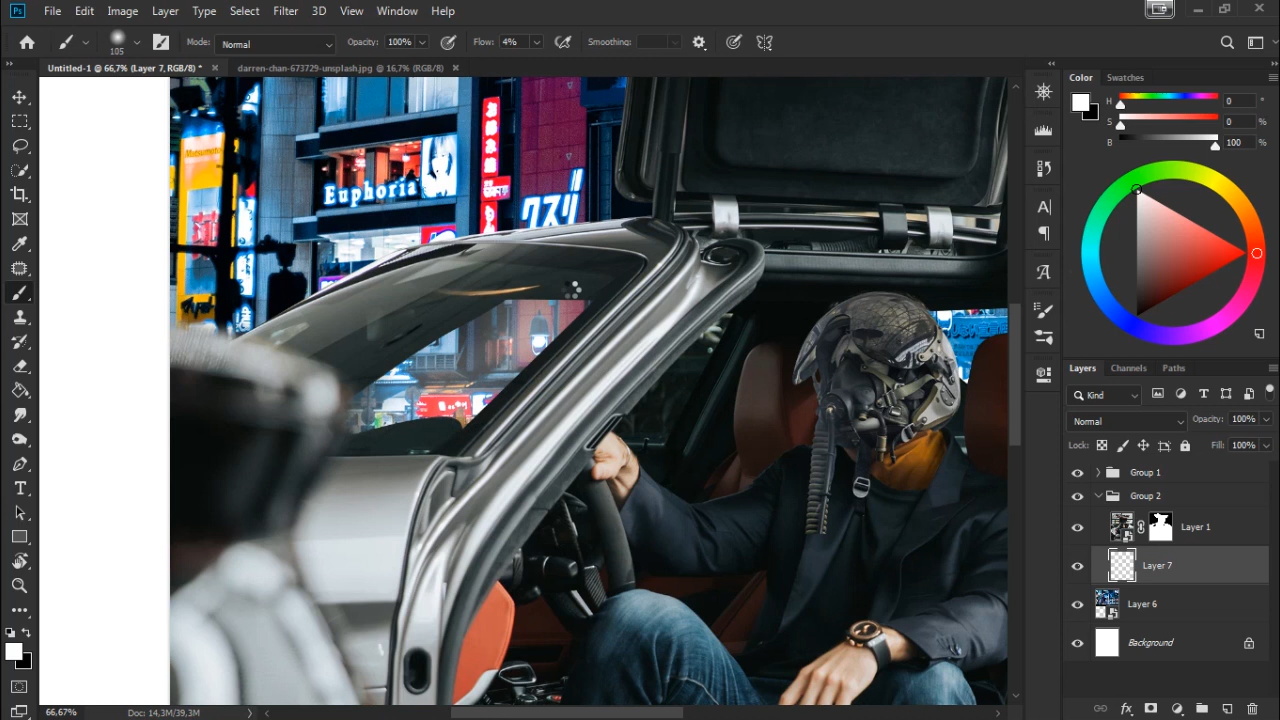 Ps File Edit Image Layer Type Select Filter 3D View Window Help
105 Mode: Normal Opacity: 100% Flow: 4% Smoothing:
Untitled-1 @ 66,7% (Layer 7, RGB/8) * × darren-chan-673729-unsplash.jpg @ 16,7% (RGB/8) ×
Matsumoto
Euphoria
クスリ
Color Swatches
H 0 °
S 0 %
B 100 %
Layers Channels Paths
Kind
Normal Opacity: 100%
Lock: Fill: 100%
Group 1
Group 2
Layer 1
Layer 7
Layer 6
Background
66,67% Doc: 14,3M/39,3M